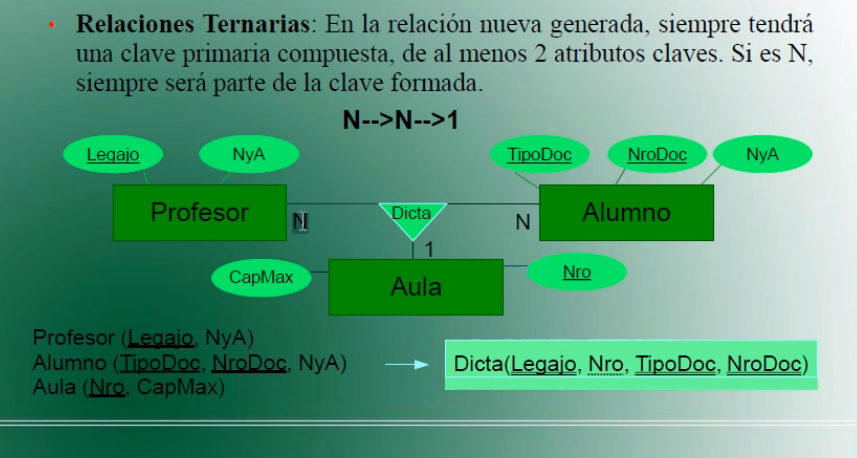 • Relaciones Ternarias: En la relación nueva generada, siempre tendrá
una clave primaria compuesta, de al menos 2 atributos claves. Si es N,
siempre será parte de la clave formada.
N-->N-->1
Legajo
NyA
TipoDoc
NroDoc
NyA
Profesor
N
Dicta
N
Alumno
1
CapMax
Aula
Nro
Profesor (Legajo, NyA)
Alumno (TipoDoc, NroDoc, NyA)
Aula (Nro, CapMax)
Dicta(Legajo, Nro, TipoDoc, NroDoc)